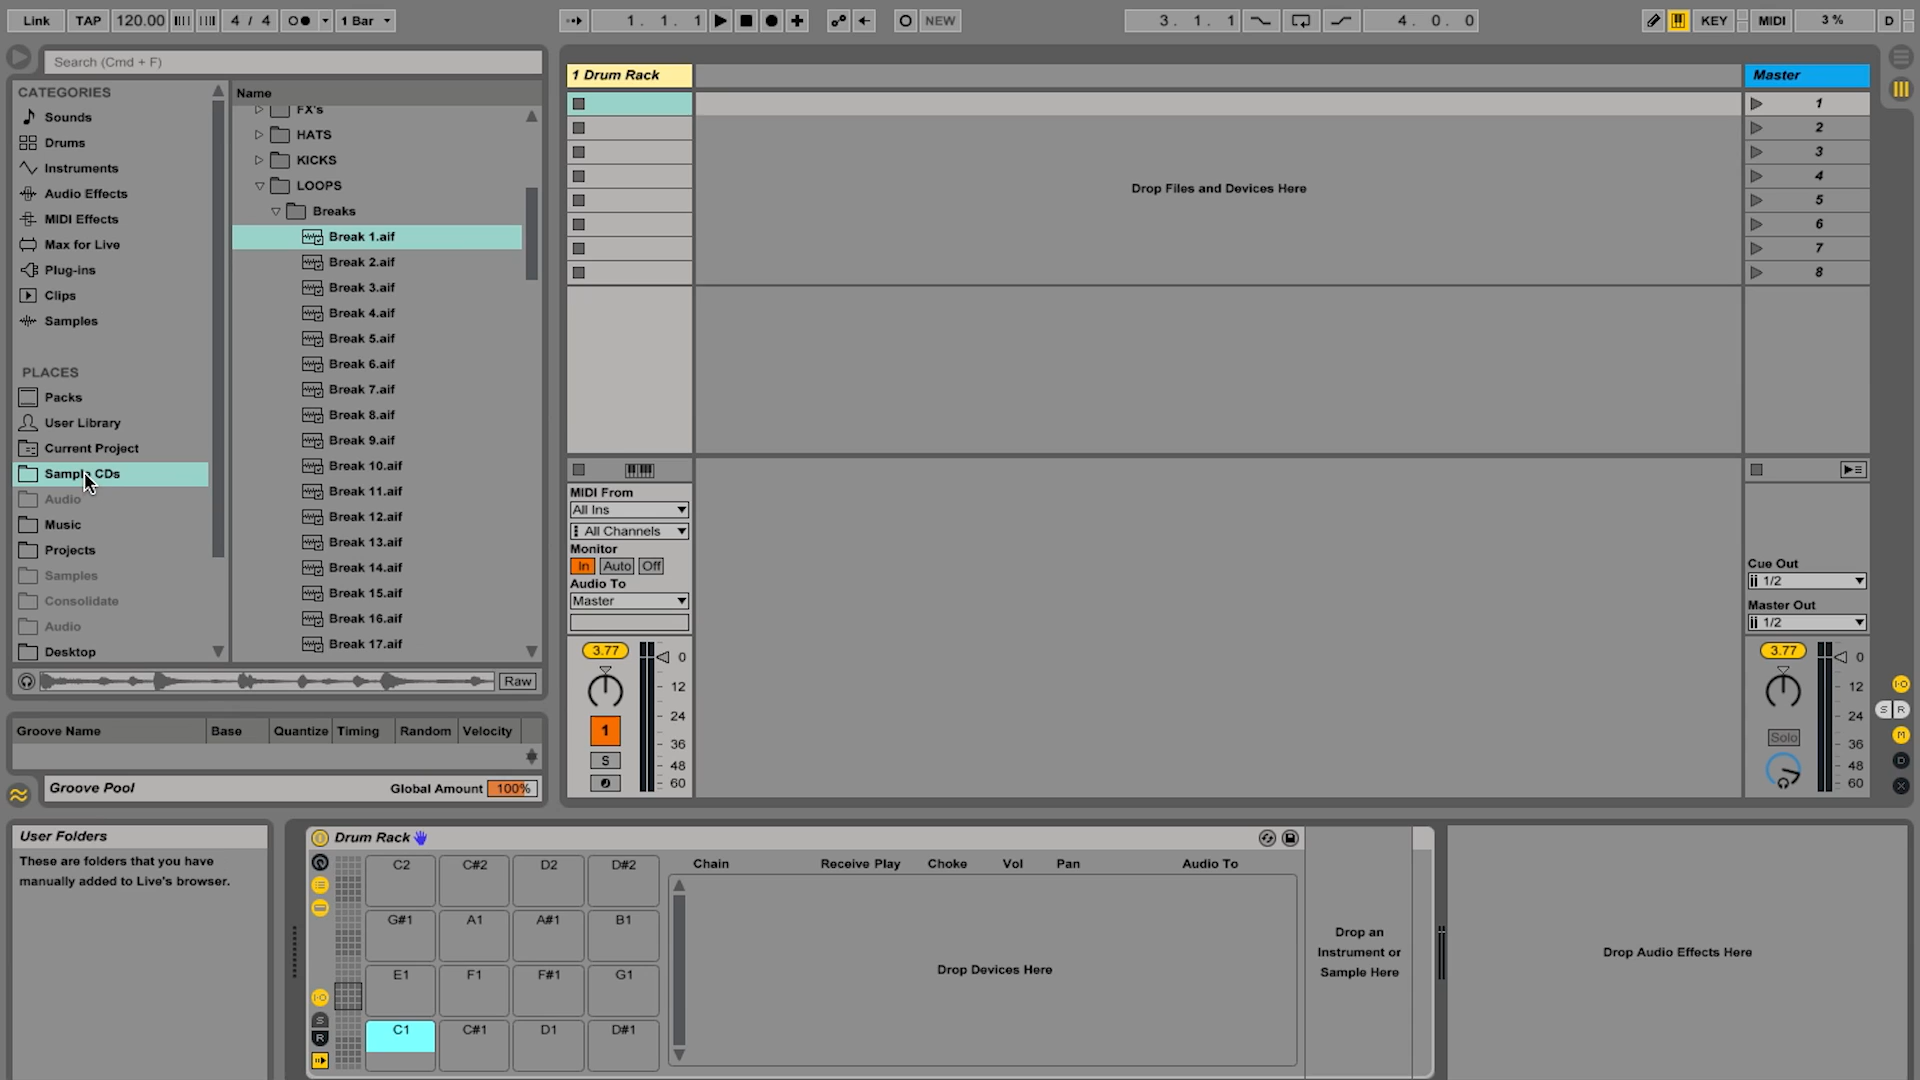 Link TAP 120.00 4 / 4 1 Bar 1. 1. 1 NEW 3. 1. 1 4. 0. 0 KEY MIDI 3 % D
Search (Cmd + F)
CATEGORIES
Sounds
Drums
Instruments
Audio Effects
MIDI Effects
Max for Live
Plug-ins
Clips
Samples
PLACES
Packs
User Library
Current Project
Sample CDs
Audio
Music
Projects
Samples
Consolidate
Audio
Desktop
Name
FX's
HATS
KICKS
LOOPS
Breaks
Break 1.aif
Break 2.aif
Break 3.aif
Break 4.aif
Break 5.aif
Break 6.aif
Break 7.aif
Break 8.aif
Break 9.aif
Break 10.aif
Break 11.aif
Break 12.aif
Break 13.aif
Break 14.aif
Break 15.aif
Break 16.aif
Break 17.aif
Raw
Groove Name Base Quantize Timing Random Velocity
Groove Pool Global Amount 100%
1 Drum Rack
Drop Files and Devices Here
MIDI From
All Ins
All Channels
Monitor
In Auto Off
Audio To
Master
3.77
0
12
24
36
48
60
1
S
Master
1
2
3
4
5
6
7
8
Cue Out
1/2
Master Out
1/2
3.77
0
12
24
36
48
60
Solo
I·O
S R
M
D
X
User Folders
These are folders that you have
manually added to Live's browser.
Drum Rack
C2 C#2 D2 D#2
G#1 A1 A#1 B1
E1 F1 F#1 G1
C1 C#1 D1 D#1
I·O
S
R
Chain Receive Play Choke Vol Pan Audio To
Drop Devices Here
Drop an
Instrument or
Sample Here
Drop Audio Effects Here